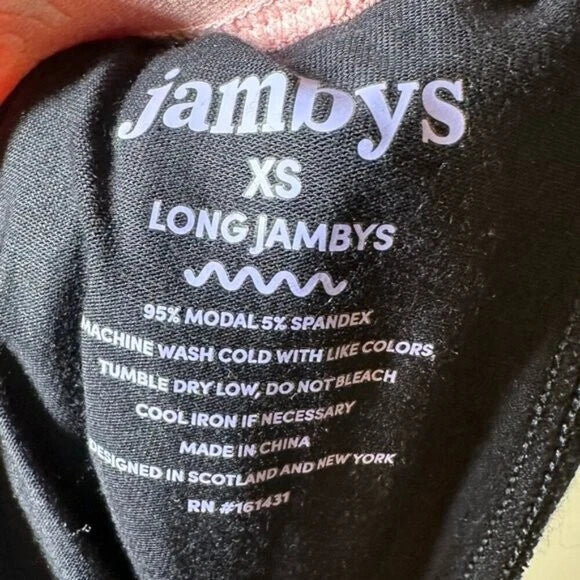 jambys
XS
LONG JAMBYS
95% MODAL 5% SPANDEX
MACHINE WASH COLD WITH LIKE COLORS,
TUMBLE DRY LOW, DO NOT BLEACH
COOL IRON IF NECESSARY
MADE IN CHINA
DESIGNED IN SCOTLAND AND NEW YORK
RN #161431